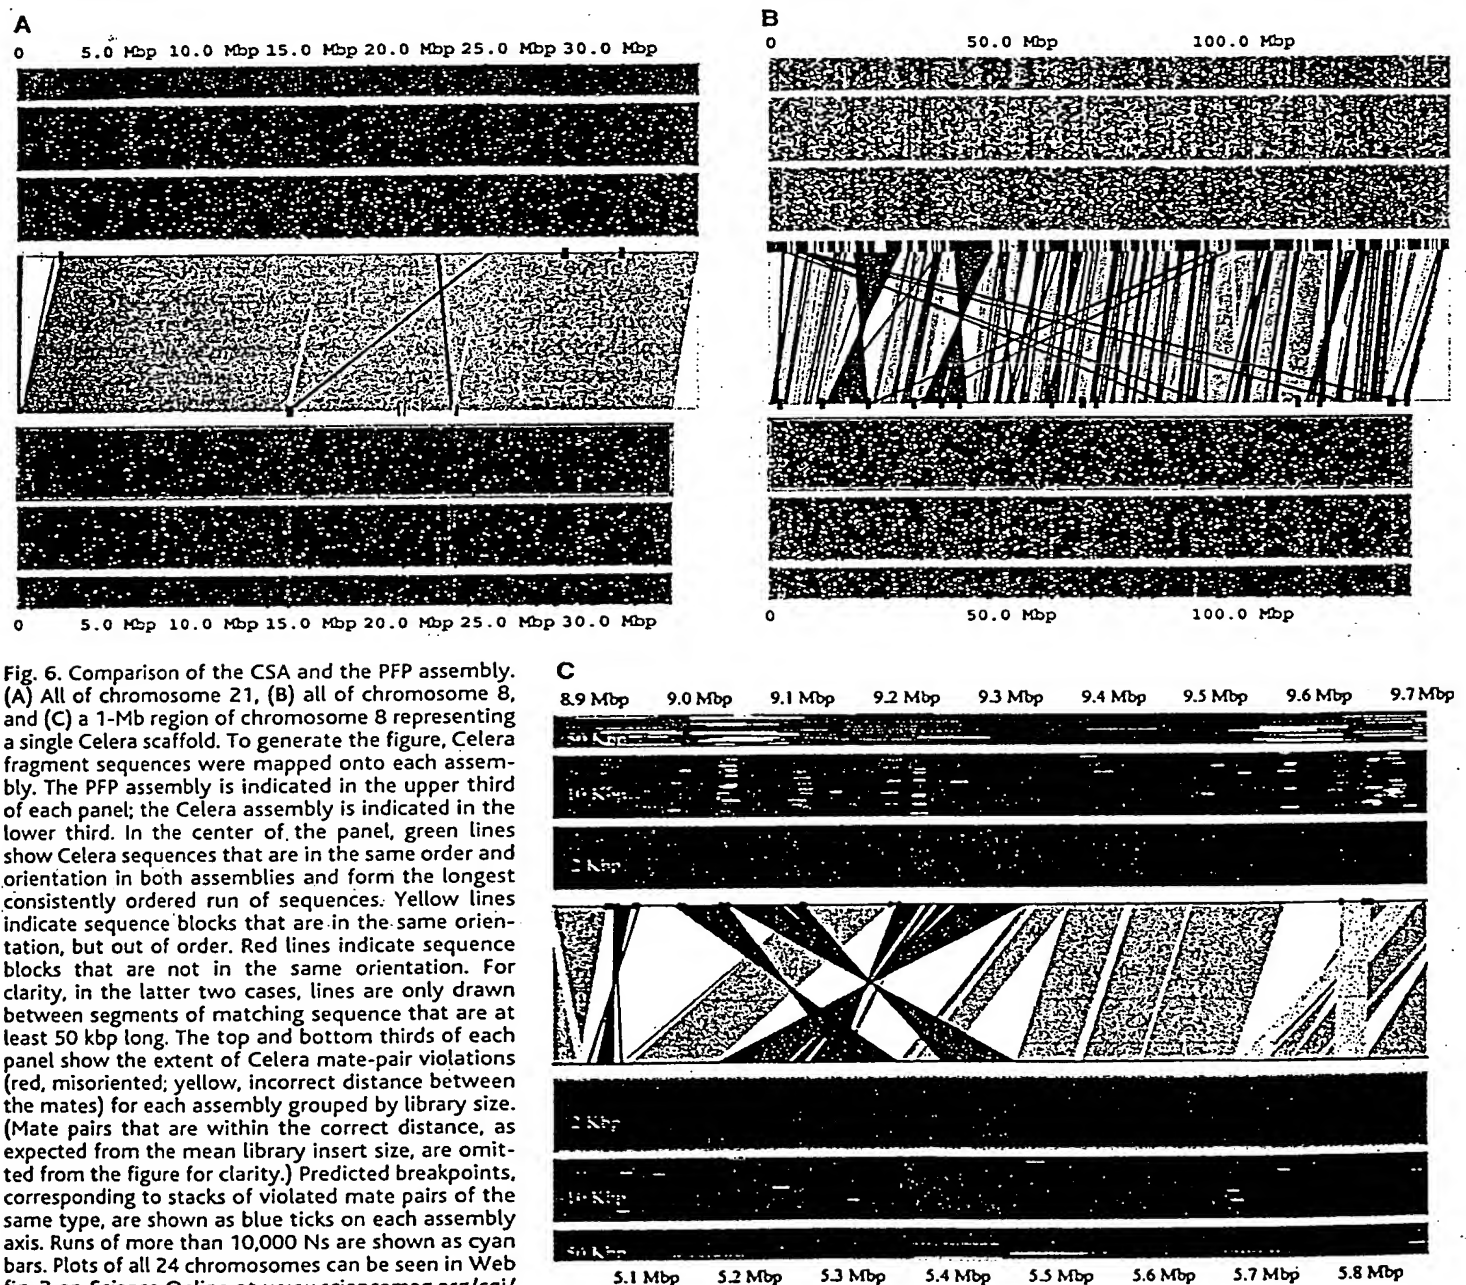 A
0 5.0 Mbp 10.0 Mbp 15.0 Mbp 20.0 Mbp 25.0 Mbp 30.0 Mbp
0 5.0 Mbp 10.0 Mbp 15.0 Mbp 20.0 Mbp 25.0 Mbp 30.0 Mbp
B
0 50.0 Mbp 100.0 Mbp
0 50.0 Mbp 100.0 Mbp
Fig. 6. Comparison of the CSA and the PFP assembly.
(A) All of chromosome 21, (B) all of chromosome 8,
and (C) a 1-Mb region of chromosome 8 representing
a single Celera scaffold. To generate the figure, Celera
fragment sequences were mapped onto each assem-
bly. The PFP assembly is indicated in the upper third
of each panel; the Celera assembly is indicated in the
lower third. In the center of the panel, green lines
show Celera sequences that are in the same order and
orientation in both assemblies and form the longest
consistently ordered run of sequences. Yellow lines
indicate sequence blocks that are in the same orien-
tation, but out of order. Red lines indicate sequence
blocks that are not in the same orientation. For
clarity, in the latter two cases, lines are only drawn
between segments of matching sequence that are at
least 50 kbp long. The top and bottom thirds of each
panel show the extent of Celera mate-pair violations
(red, misoriented; yellow, incorrect distance between
the mates) for each assembly grouped by library size.
(Mate pairs that are within the correct distance, as
expected from the mean library insert size, are omit-
ted from the figure for clarity.) Predicted breakpoints,
corresponding to stacks of violated mate pairs of the
same type, are shown as blue ticks on each assembly
axis. Runs of more than 10,000 Ns are shown as cyan
bars. Plots of all 24 chromosomes can be seen in Web
C
8.9 Mbp 9.0 Mbp 9.1 Mbp 9.2 Mbp 9.3 Mbp 9.4 Mbp 9.5 Mbp 9.6 Mbp 9.7 Mbp
50 Kbp
10 Kbp
2 Kbp
2 Kbp
10 Kbp
50 Kbp
5.1 Mbp 5.2 Mbp 5.3 Mbp 5.4 Mbp 5.5 Mbp 5.6 Mbp 5.7 Mbp 5.8 Mbp